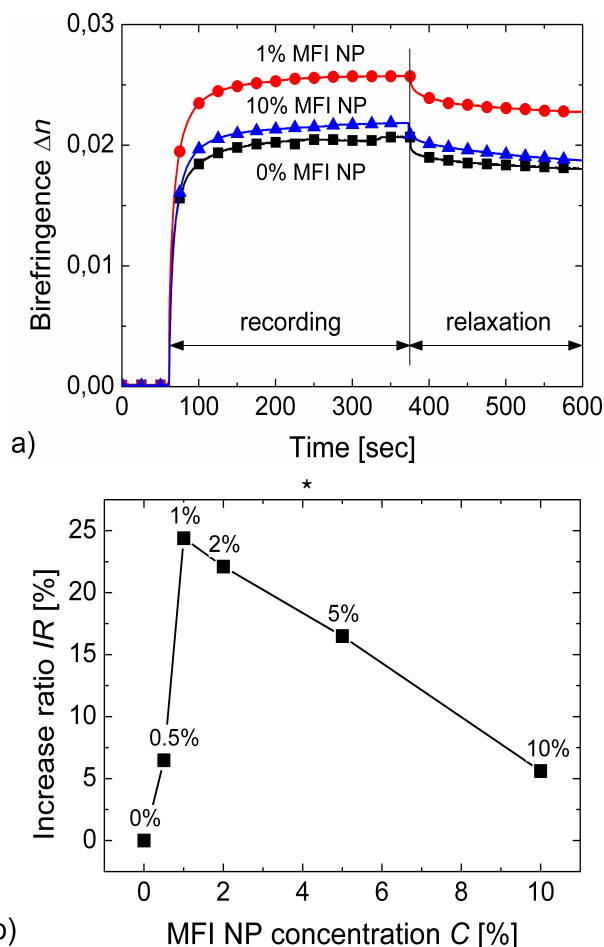 0,03
1% MFI NP
0,02
10% MFI NP
0% MFI NP
Birefringence Δn
0,01
recording
relaxation
0,00
0 100 200 300 400 500 600
Time [sec]
a)
*
25
1%
2%
20
5%
15
Increase ratio IR [%]
10
0.5%
10%
5
0%
0
0 2 4 6 8 10
MFI NP concentration C [%]
)